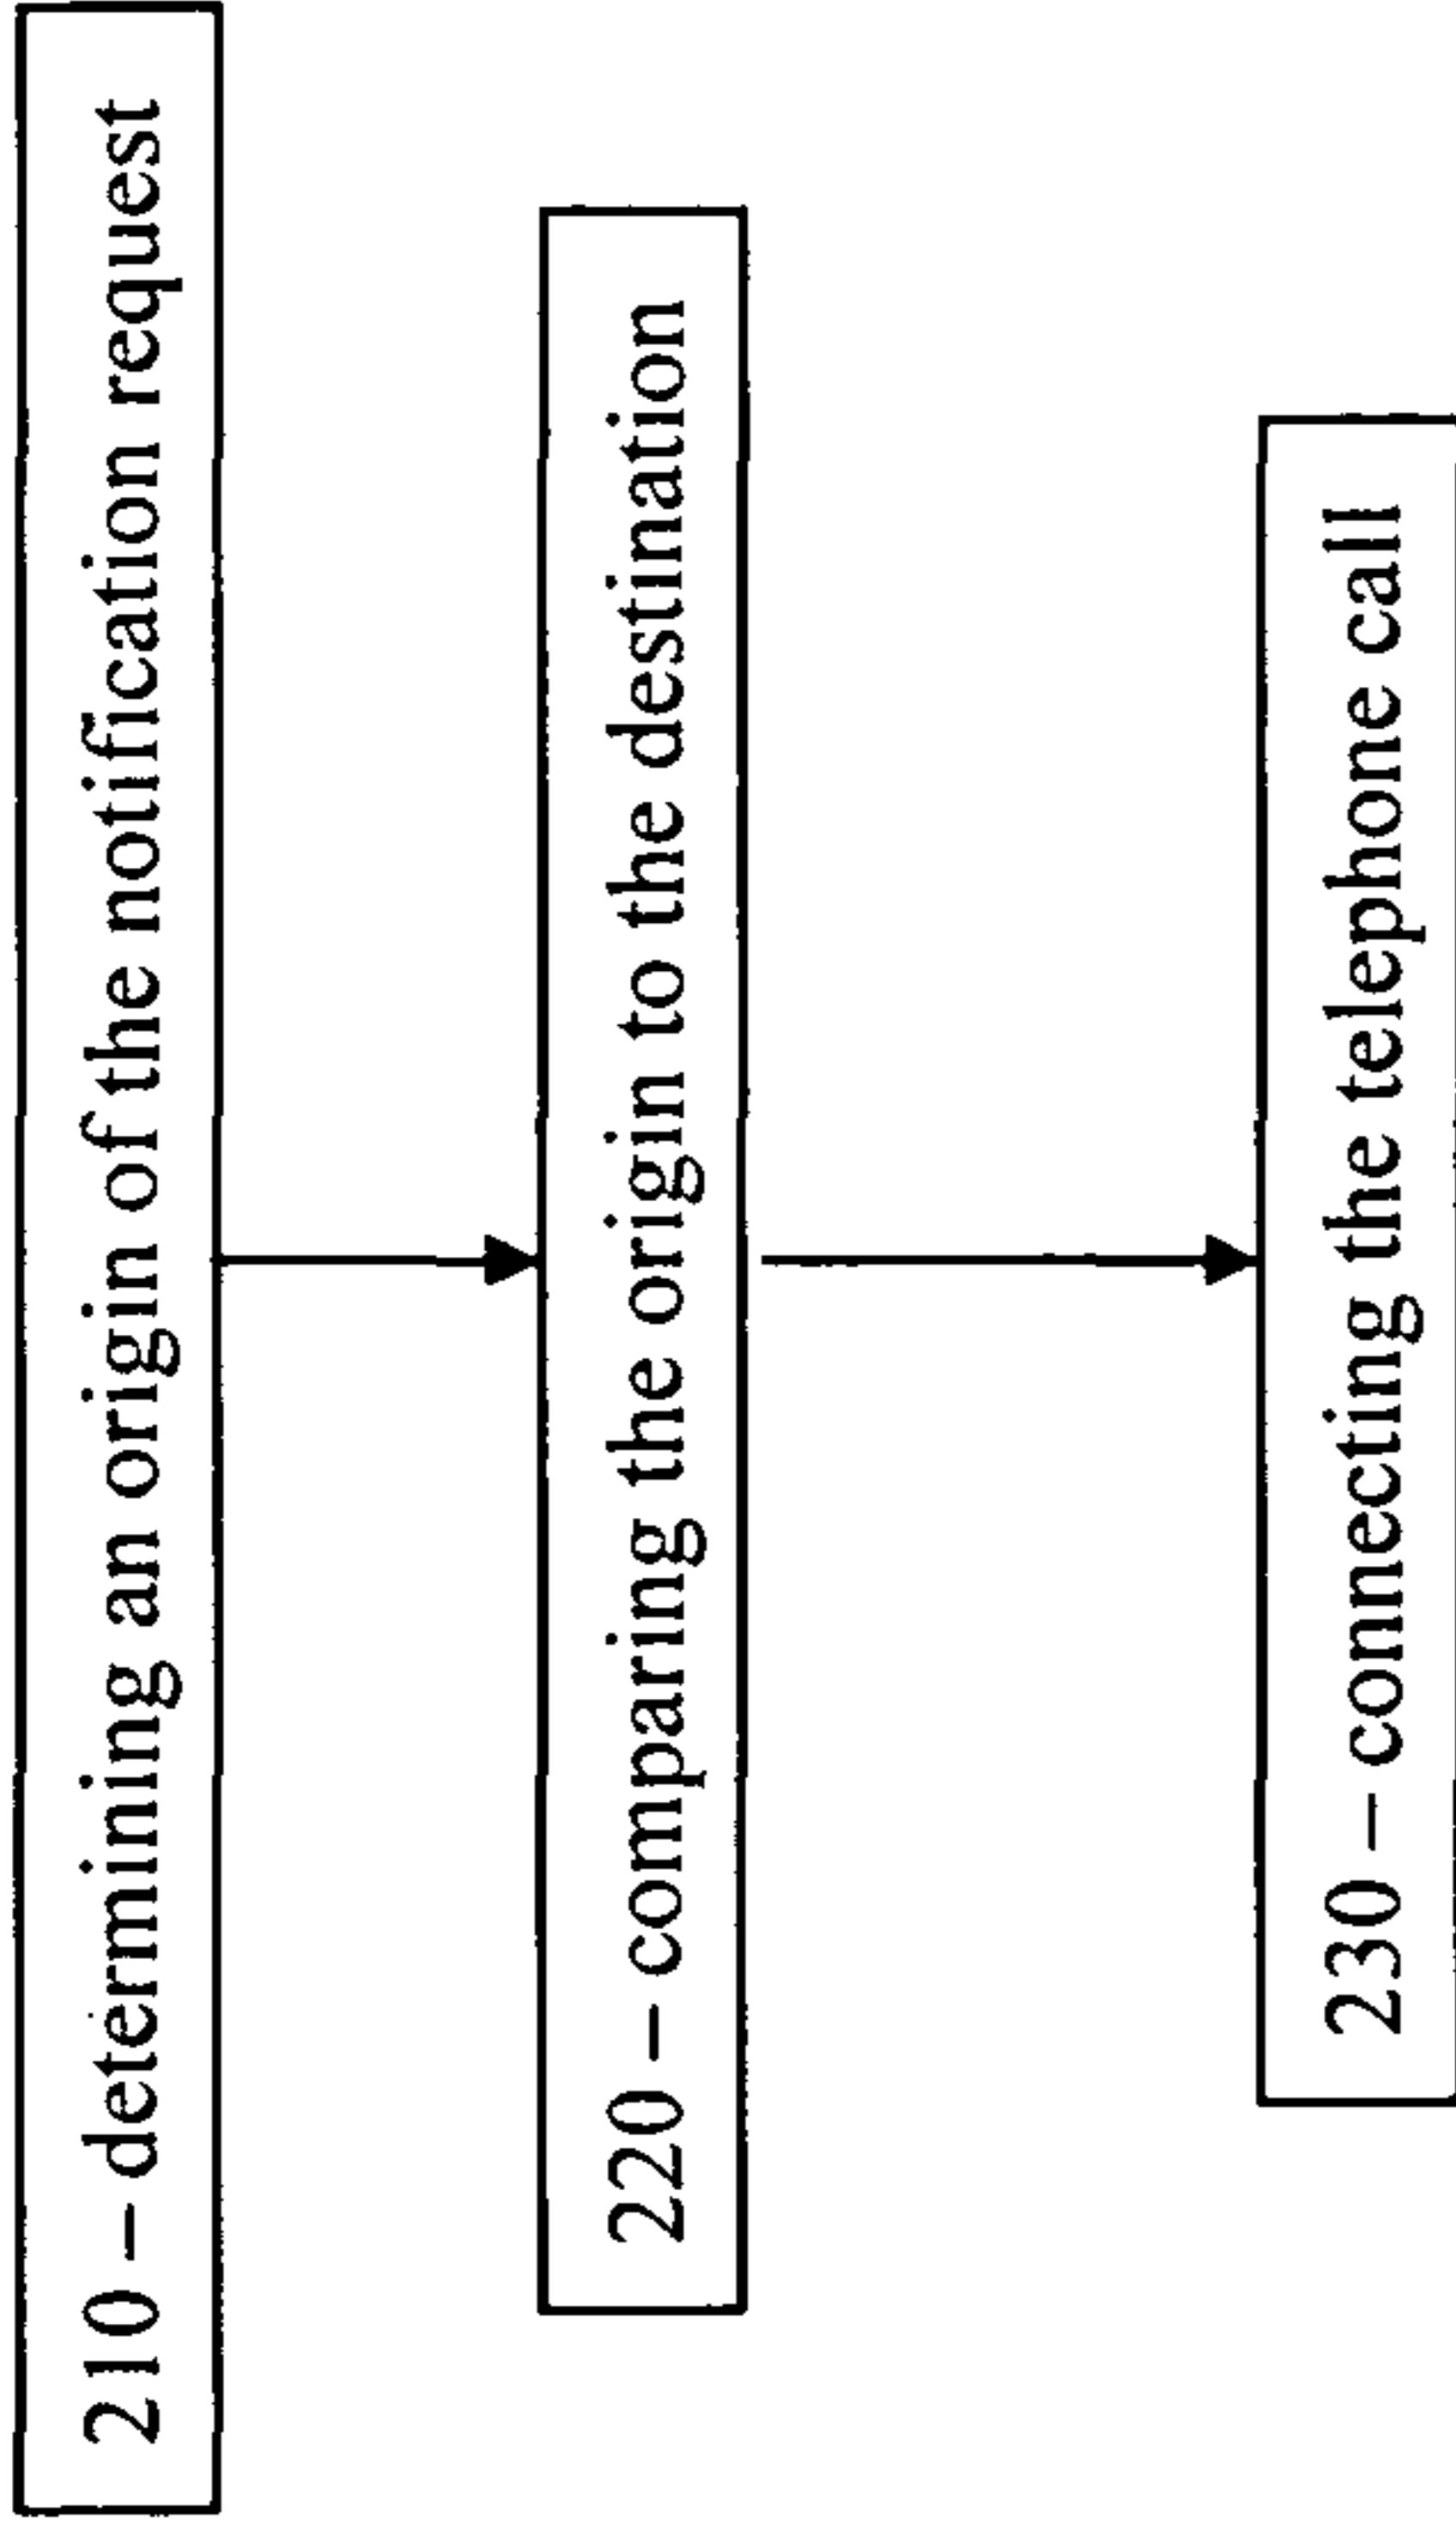 210 – determining an origin of the notification request
220 – comparing the origin to the destination
230 – connecting the telephone call